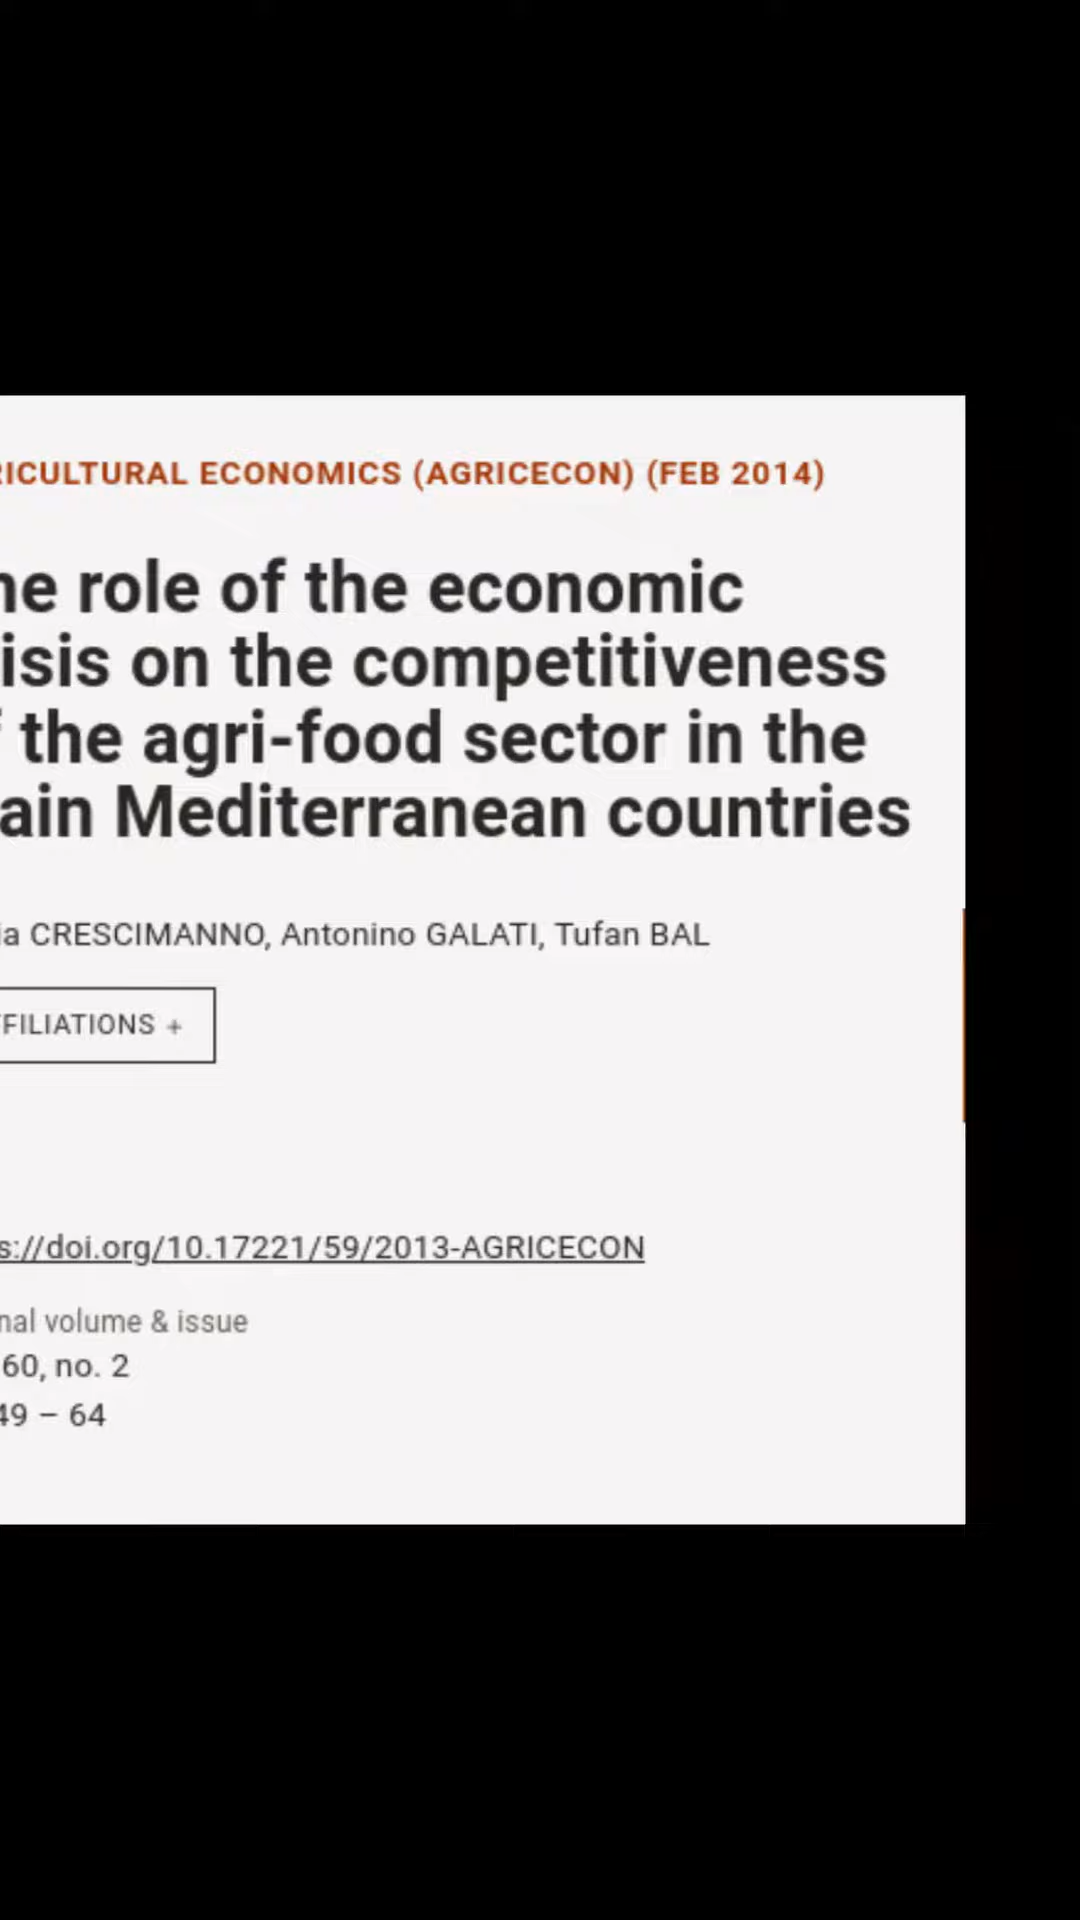 RICULTURAL ECONOMICS (AGRICECON) (FEB 2014)
he role of the economic
isis on the competitiveness
f the agri-food sector in the
ain Mediterranean countries
ia CRESCIMANNO, Antonino GALATI, Tufan BAL
FFILIATIONS +
s://doi.org/10.17221/59/2013-AGRICECON
nal volume & issue
60, no. 2
49 – 64